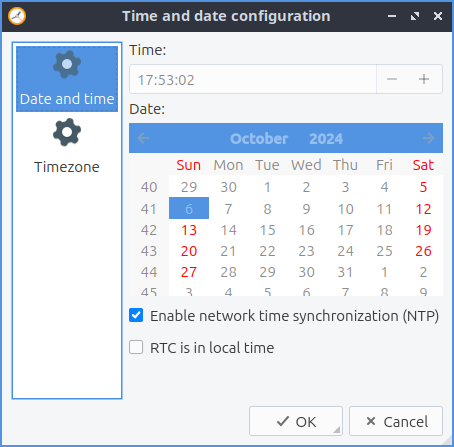 Time and date configuration
Date and time
Timezone
Time:
17:53:02
Date:
October 2024
Sun Mon Tue Wed Thu Fri Sat
40 29 30 1 2 3 4 5
41 6 7 8 9 10 11 12
42 13 14 15 16 17 18 19
43 20 21 22 23 24 25 26
44 27 28 29 30 31 1 2
45 3 4 5 6 7 8 9
Enable network time synchronization (NTP)
RTC is in local time
OK
Cancel